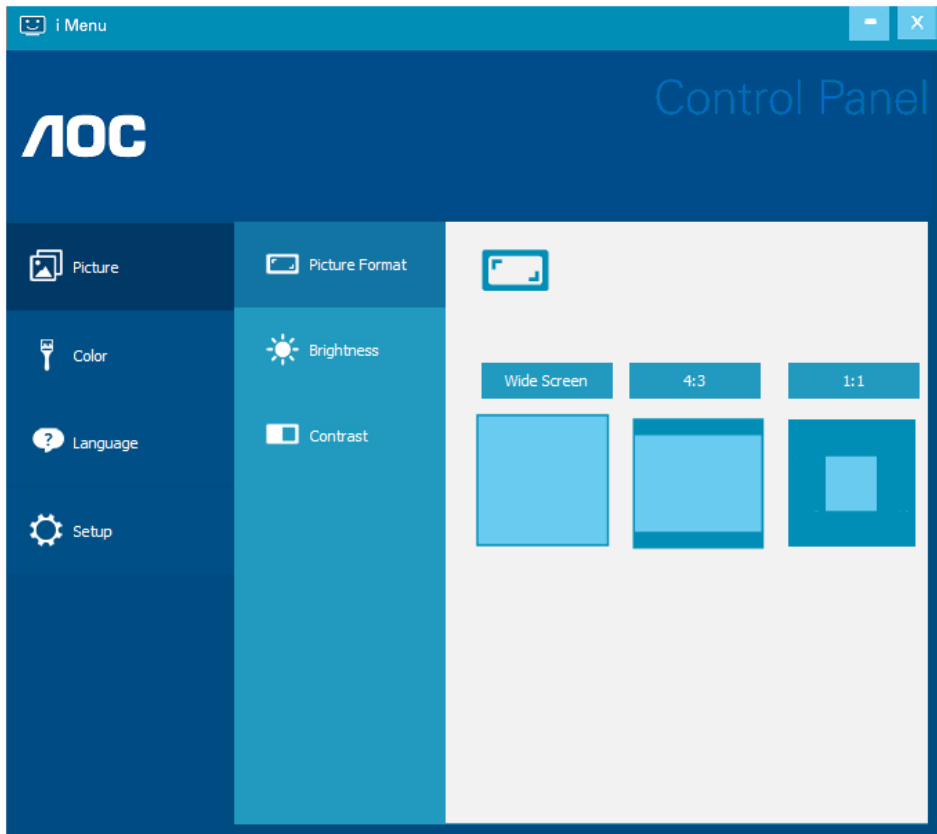 i Menu
Control Panel
AOC
Picture
Color
Language
Setup
Picture Format
Brightness
Contrast
Wide Screen
4:3
1:1